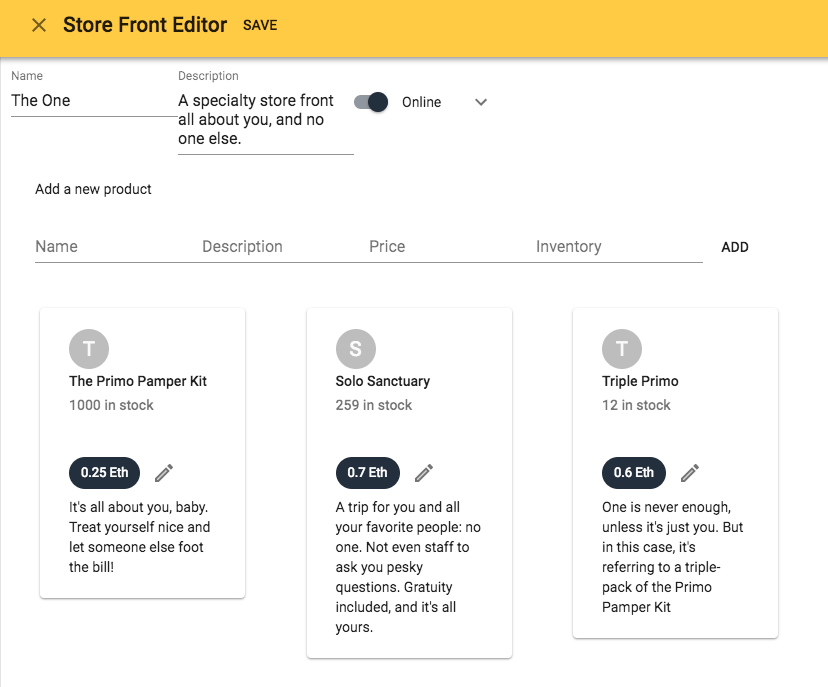 Store Front Editor SAVE
Name
Description
The One
A specialty store front
all about you, and no
one else.
Online
Add a new product
Name Description Price Inventory ADD
T
The Primo Pamper Kit
1000 in stock
0.25 Eth
It's all about you, baby.
Treat yourself nice and
let someone else foot
the bill!
S
Solo Sanctuary
259 in stock
0.7 Eth
A trip for you and all
your favorite people: no
one. Not even staff to
ask you pesky
questions. Gratuity
included, and it's all
yours.
T
Triple Primo
12 in stock
0.6 Eth
One is never enough,
unless it's just you. But
in this case, it's
referring to a triple-
pack of the Primo
Pamper Kit